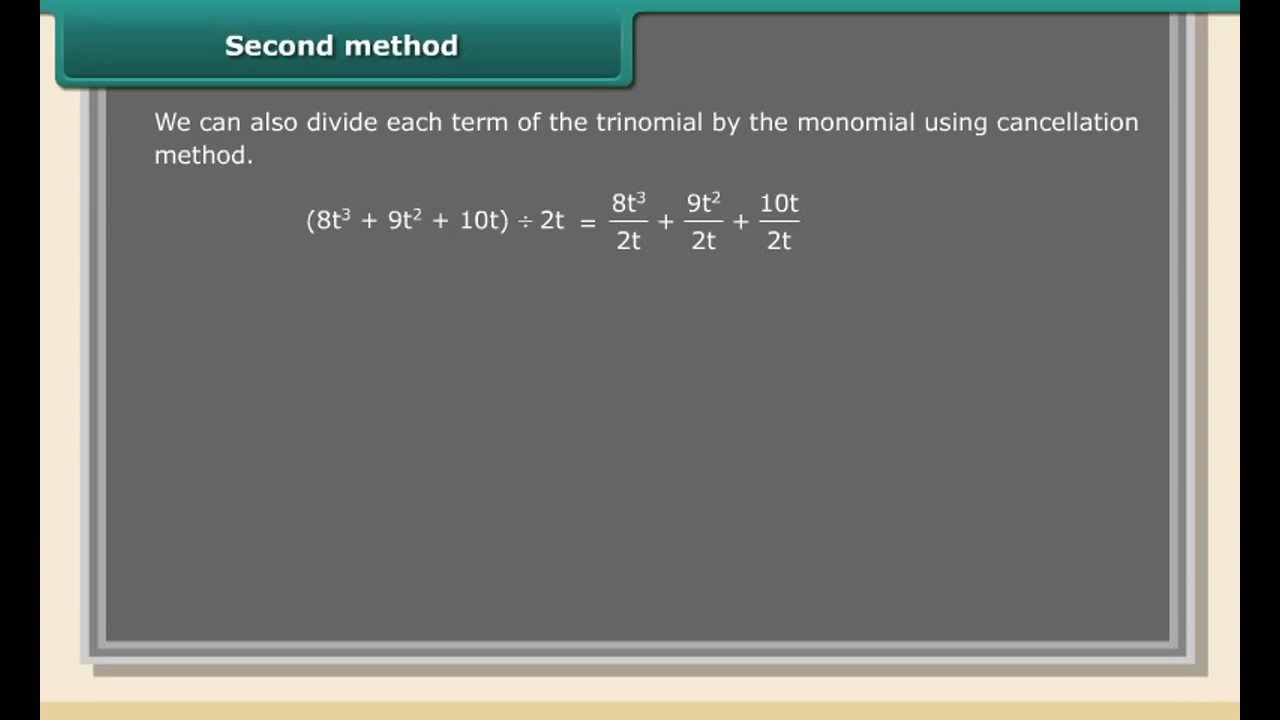 Second method
We can also divide each term of the trinomial by the monomial using cancellation
method.
(8t³ + 9t² + 10t) ÷ 2t = 8t³/2t + 9t²/2t + 10t/2t